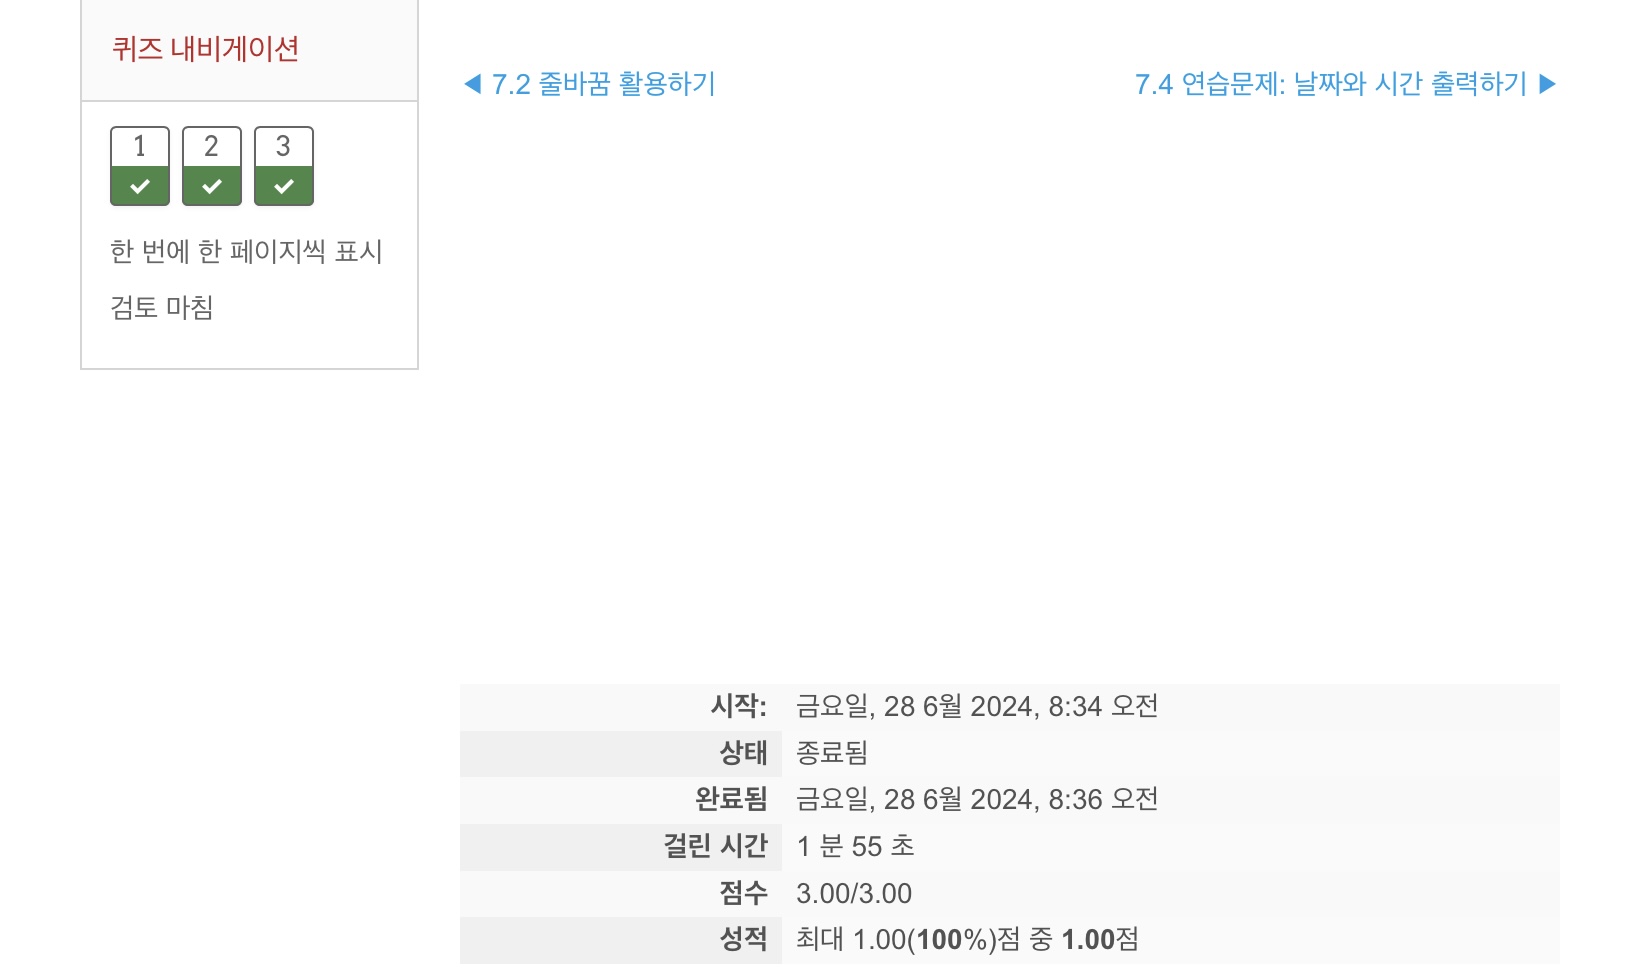 퀴즈 내비게이션
◀ 7.2 줄바꿈 활용하기
7.4 연습문제: 날짜와 시간 출력하기 ▶
1 2 3
한 번에 한 페이지씩 표시
검토 마침
시작: 금요일, 28 6월 2024, 8:34 오전
상태 종료됨
완료됨 금요일, 28 6월 2024, 8:36 오전
걸린 시간 1 분 55 초
점수 3.00/3.00
성적 최대 1.00(100%)점 중 1.00점